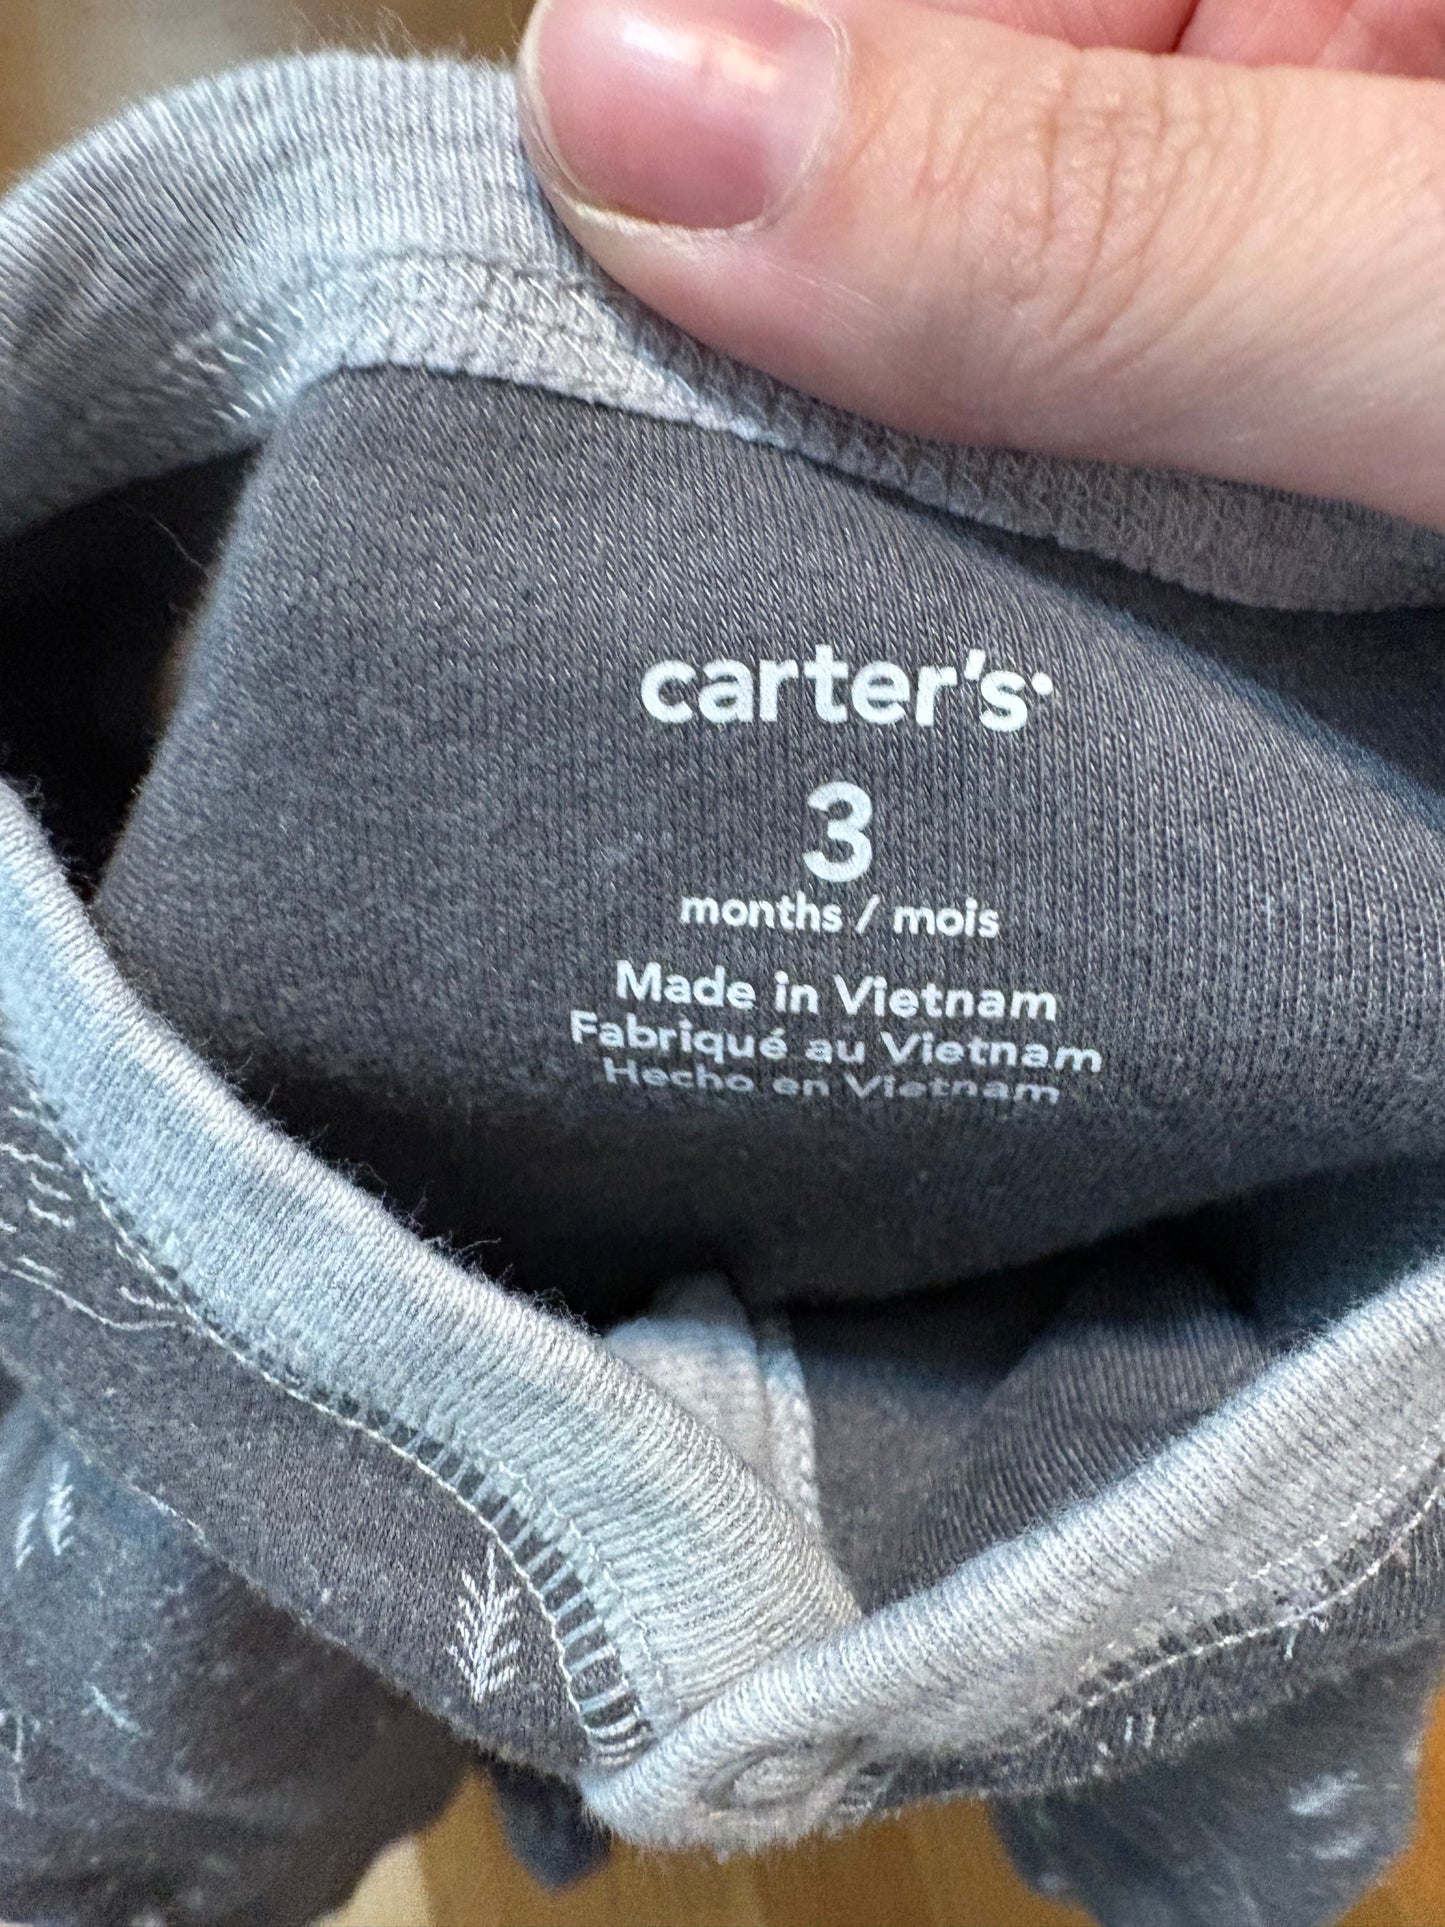 carter's
3
months / mois
Made in Vietnam
Fabriqué au Vietnam
Hecho en Vietnam